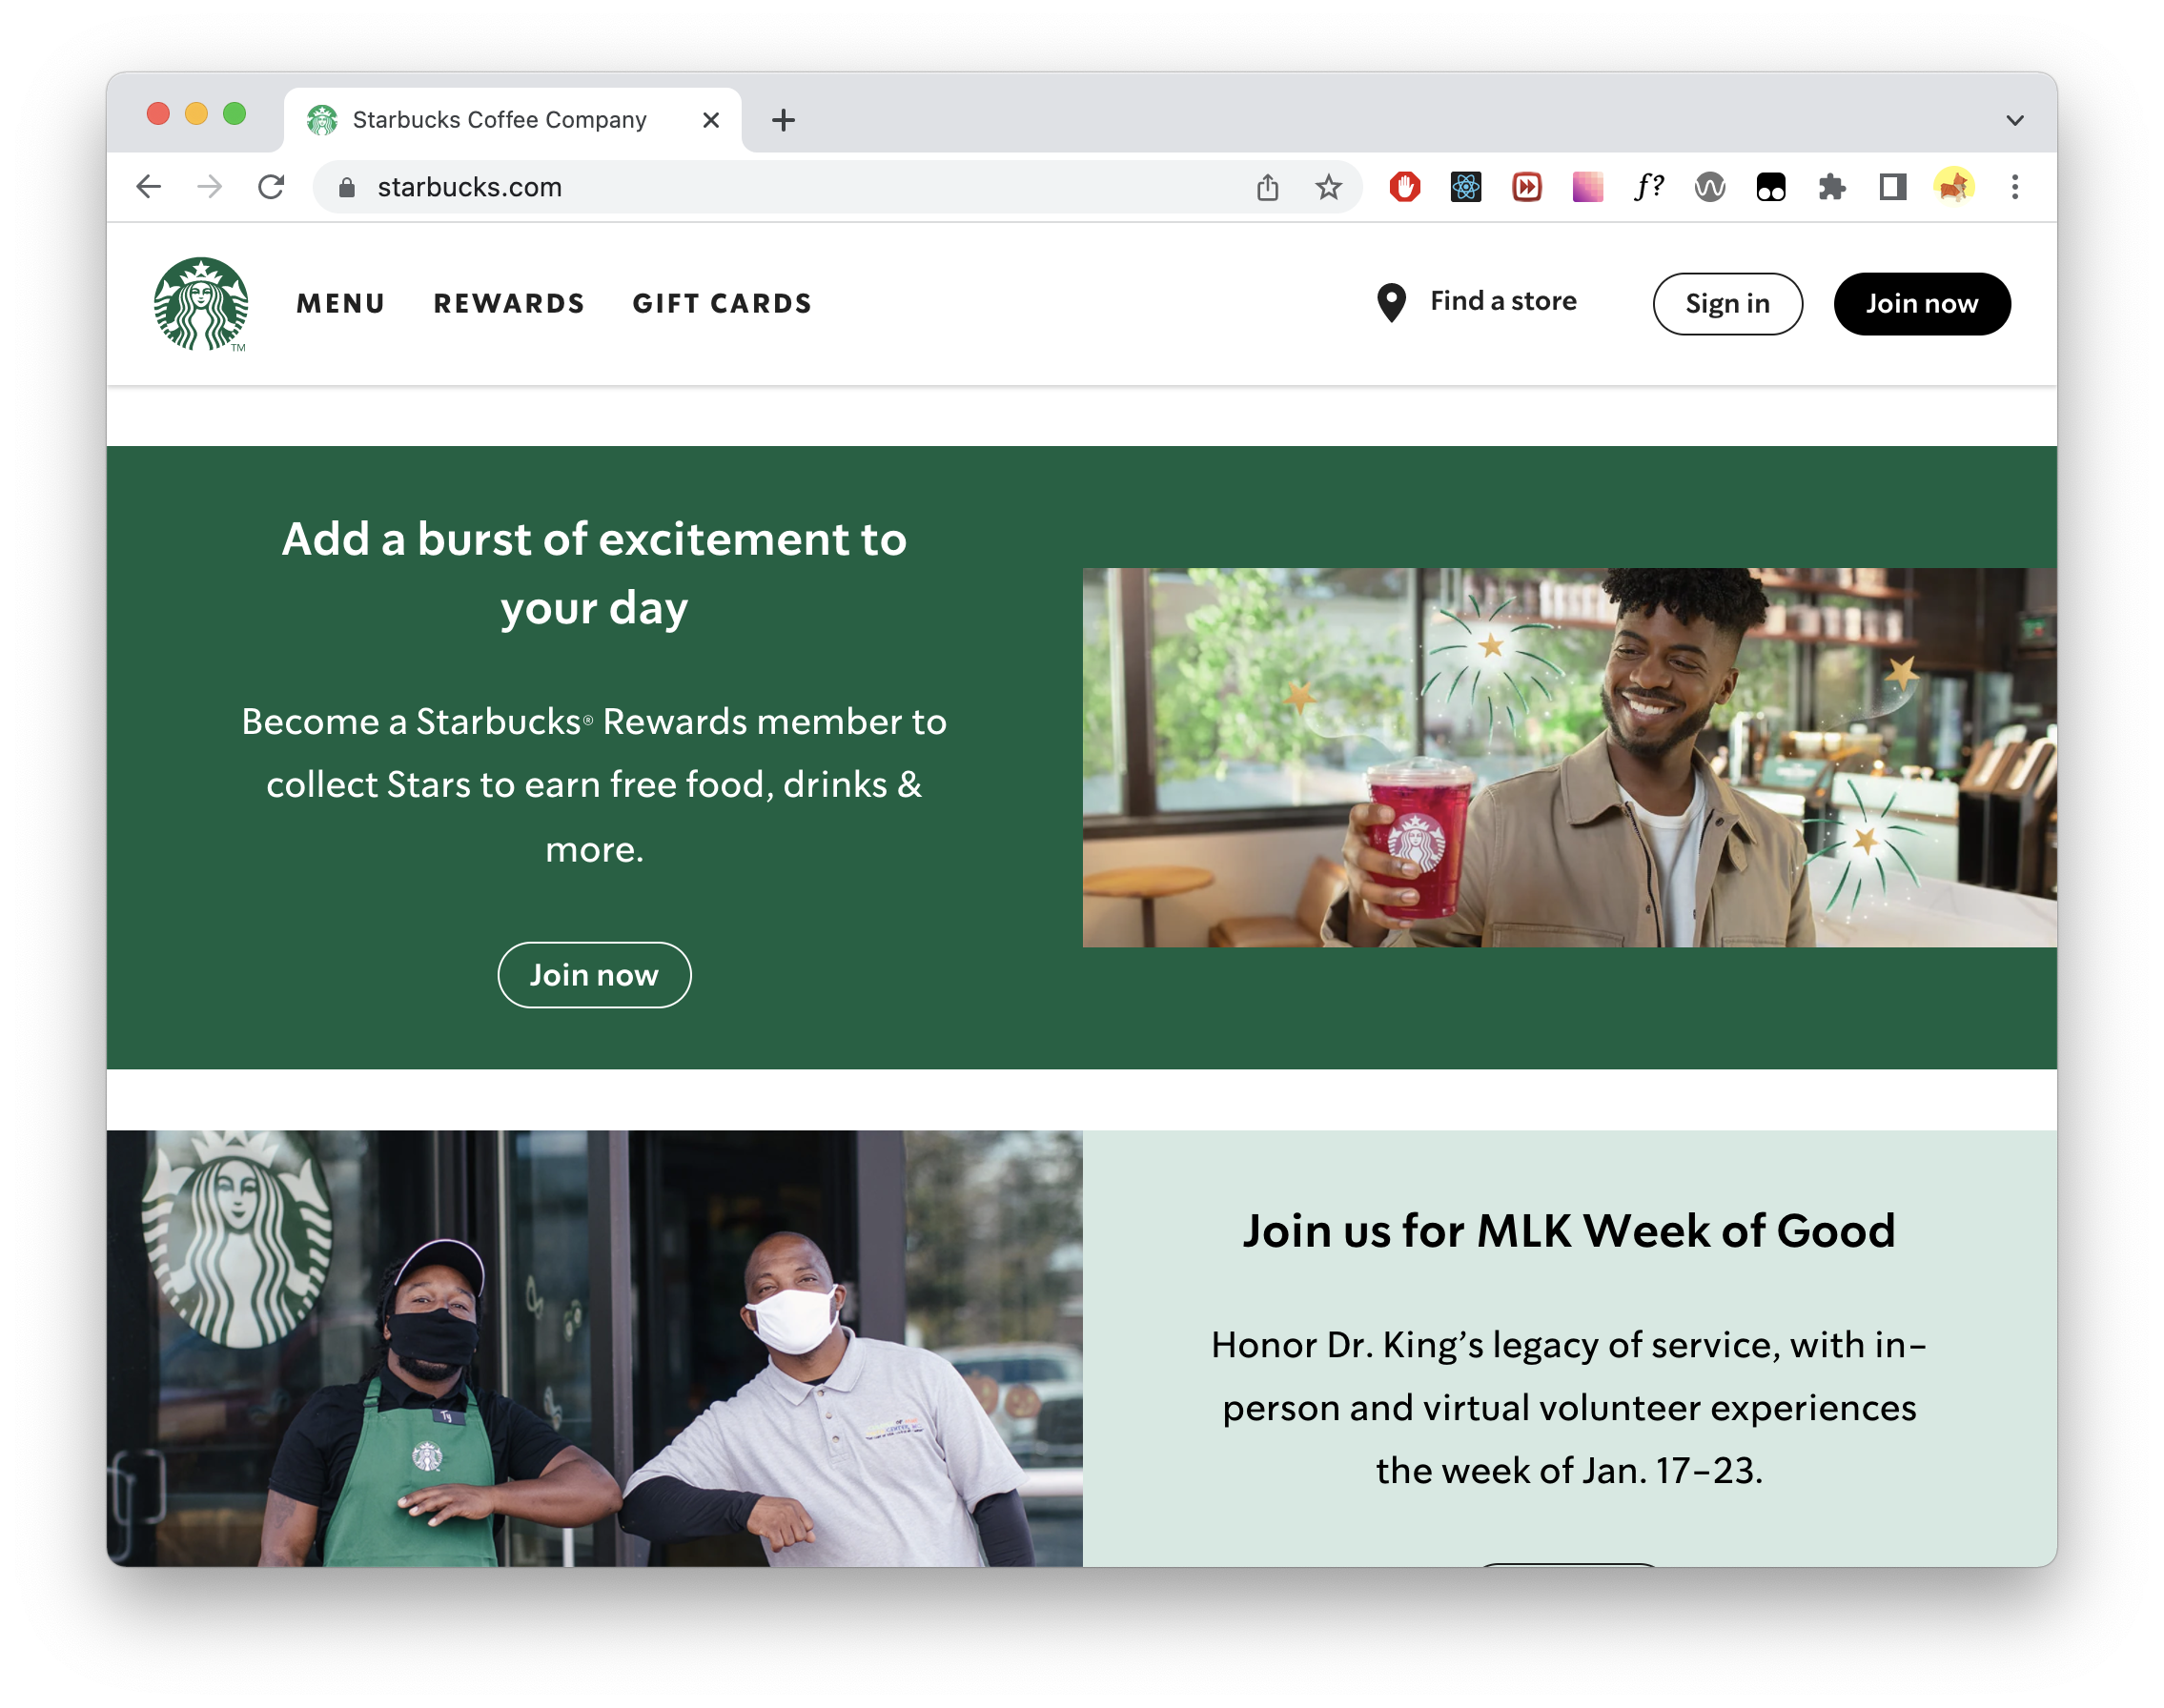 Starbucks Coffee Company
starbucks.com
f?
TM
MENU REWARDS GIFT CARDS Find a store Sign in Join now
Add a burst of excitement to
your day
Become a Starbucks® Rewards member to
collect Stars to earn free food, drinks &
more.
Join now
Ty
Join us for MLK Week of Good
Honor Dr. King’s legacy of service, with in-
person and virtual volunteer experiences
the week of Jan. 17–23.